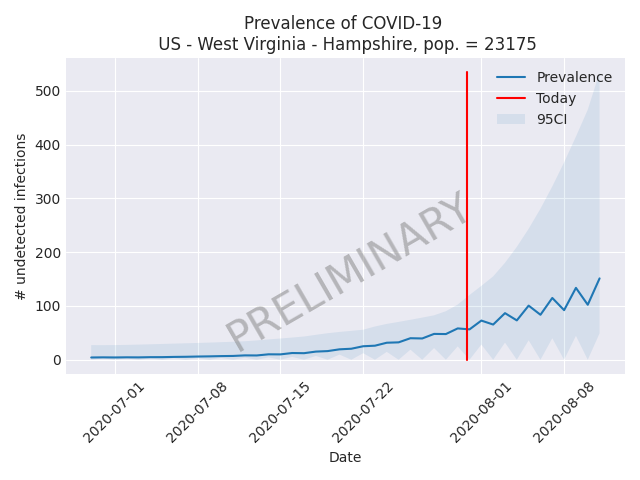 Prevalence of COVID-19
US - West Virginia - Hampshire, pop. = 23175
Prevalence
Today
95CI
# undetected infections
500
400
300
200
100
0
PRELIMINARY
2020-07-01
2020-07-08
2020-07-15
2020-07-22
2020-08-01
2020-08-08
Date